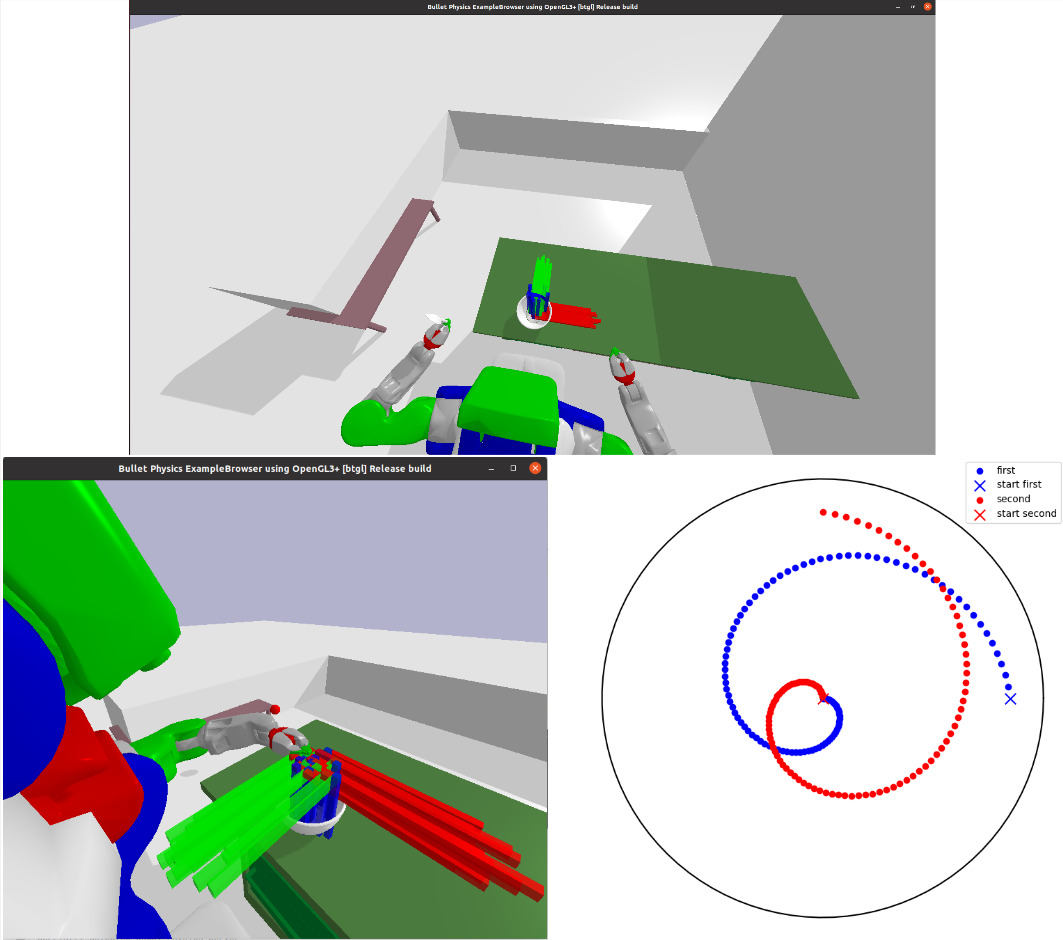 Bullet Physics ExampleBrowser using OpenGL3+ [btgl] Release build
Bullet Physics ExampleBrowser using OpenGL3+ [btgl] Release build
first
start first
second
start second